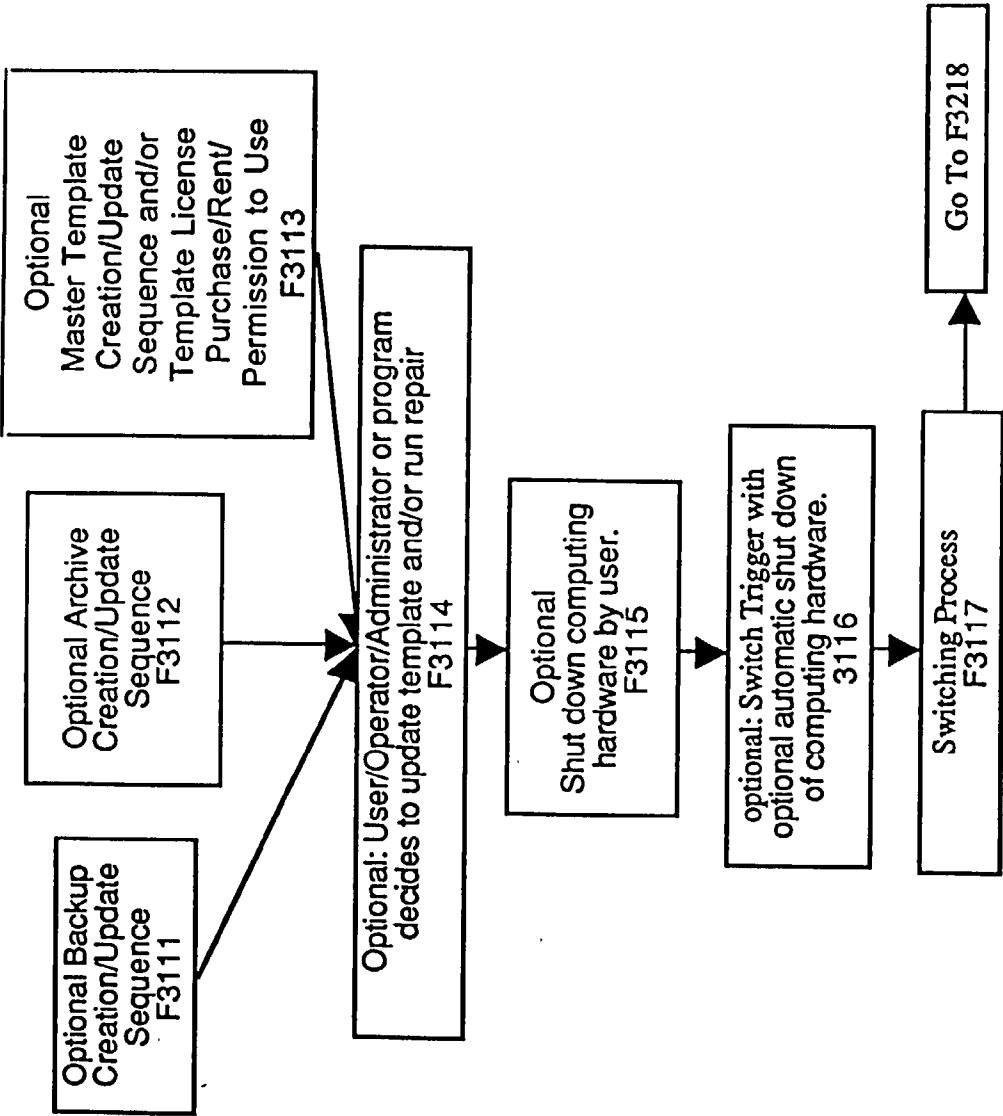 Optional Backup
Creation/Update
Sequence
F3111
Optional Archive
Creation/Update
Sequence
F3112
Optional
Master Template
Creation/Update
Sequence and/or
Template License
Purchase/Rent/
Permission to Use
F3113
Optional: User/Operator/Administrator or program
decides to update template and/or run repair
F3114
Optional
Shut down computing
hardware by user.
F3115
optional: Switch Trigger with
optional automatic shut down
of computing hardware.
3116
Switching Process
F3117
Go To F3218